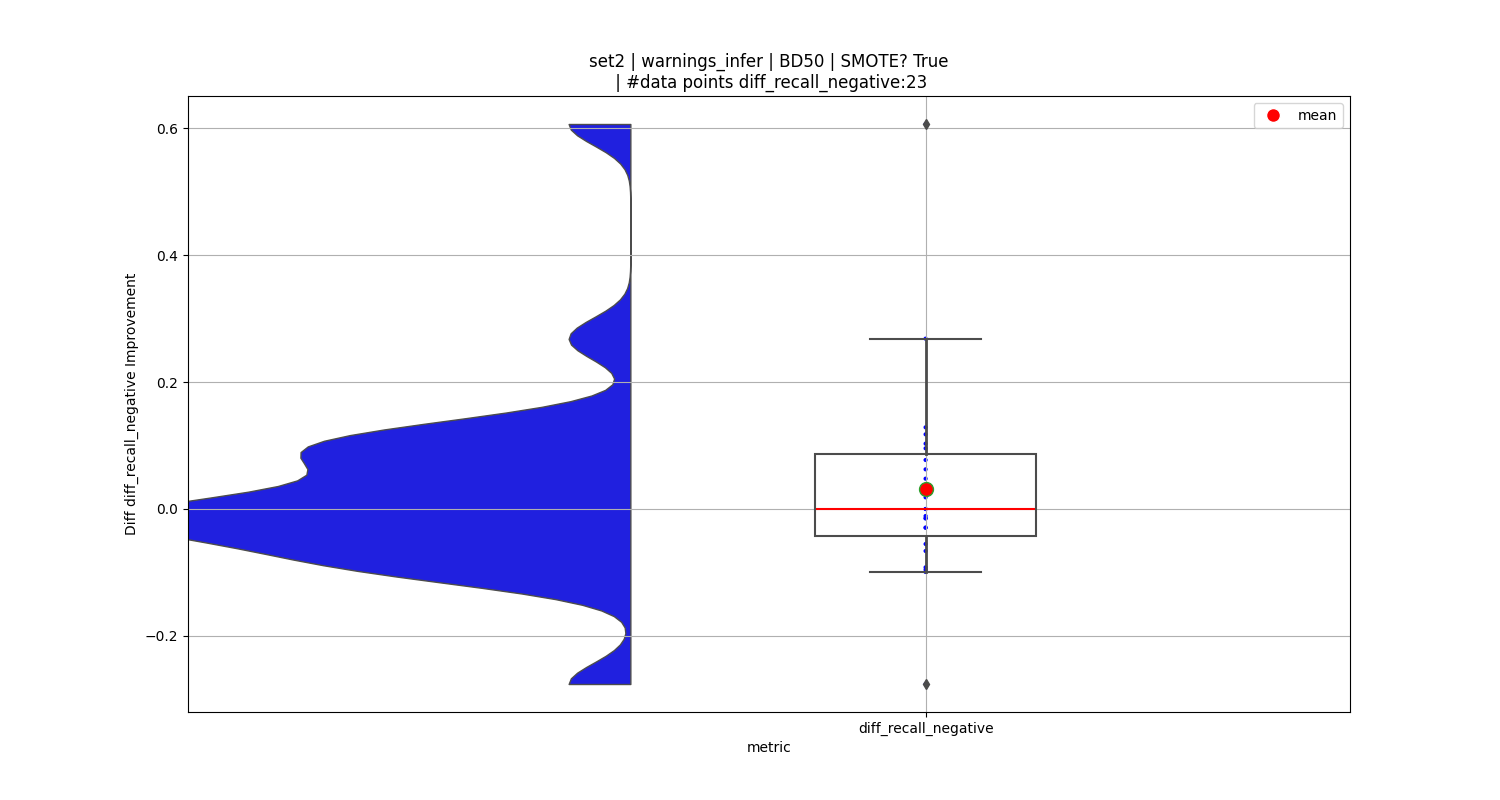 set2 | warnings_infer | BD50 | SMOTE? True
| #data points diff_recall_negative:23
mean
0.6
0.4
0.2
0.0
−0.2
Diff diff_recall_negative Improvement
diff_recall_negative
metric